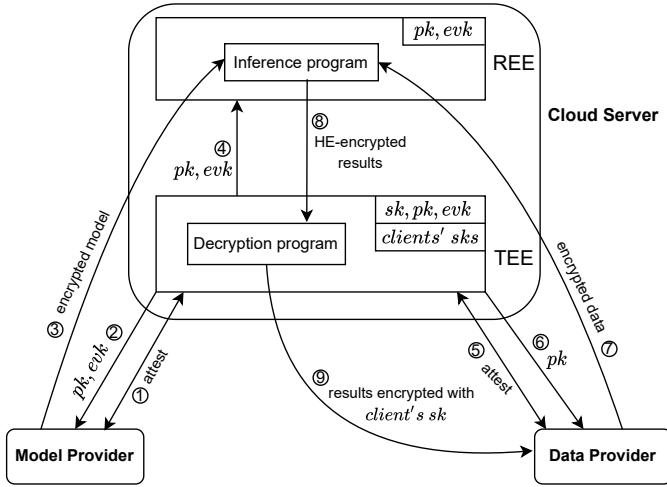 pk, evk
Inference program
REE
Cloud Server
⑧
HE-encrypted
results
④
pk, evk
sk, pk, evk
clients' sks
Decryption program
TEE
③ encrypted model
pk, evk ②
① attest
⑤ attest
⑥
pk
encrypted data ⑦
⑨ results encrypted with
client's sk
Model Provider
Data Provider